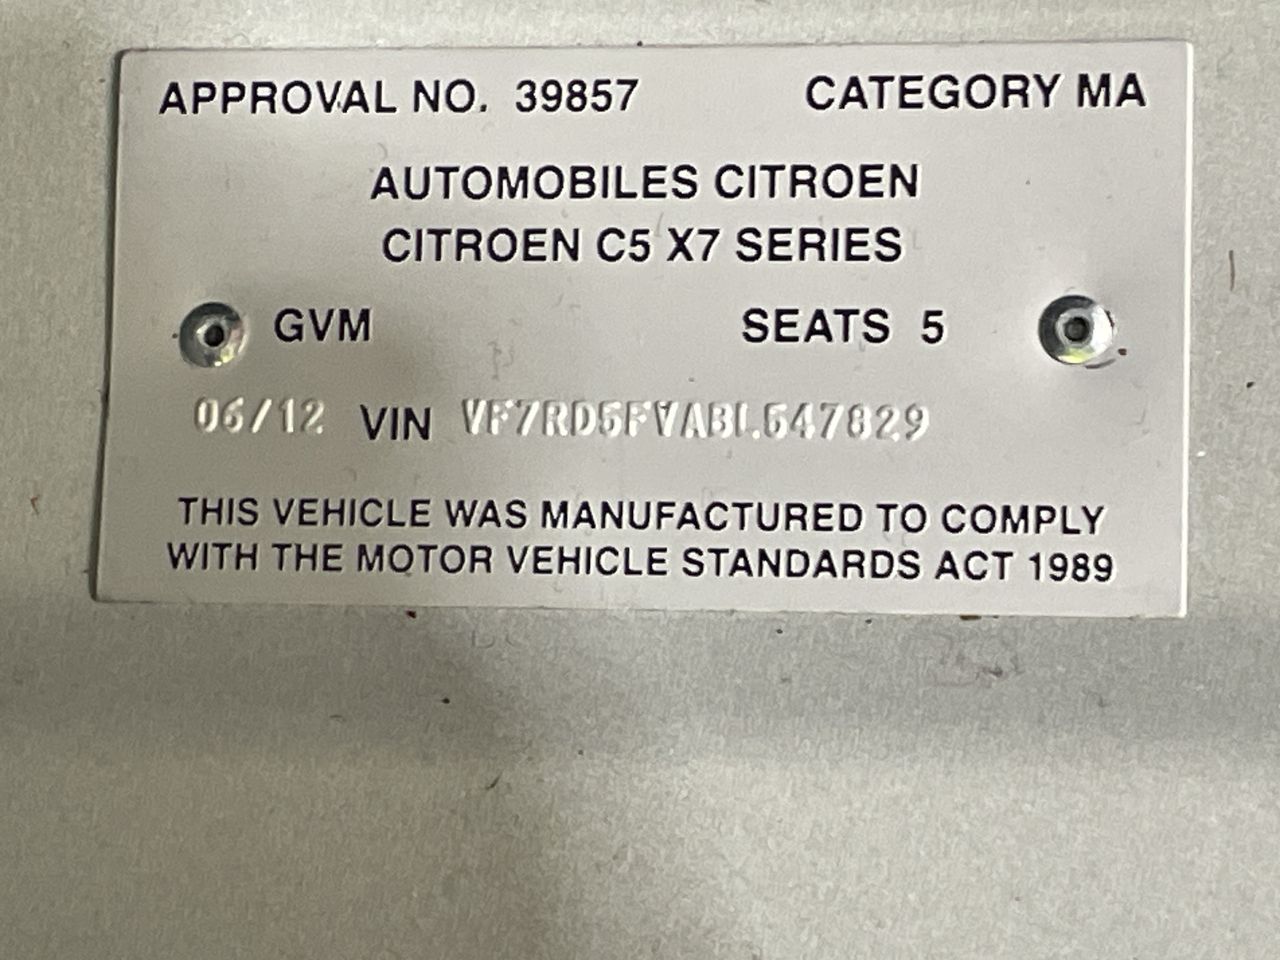 APPROVAL NO. 39857 CATEGORY MA
AUTOMOBILES CITROEN
CITROEN C5 X7 SERIES
GVM SEATS 5
06/12 VIN VF7RD5FVABL547829
THIS VEHICLE WAS MANUFACTURED TO COMPLY
WITH THE MOTOR VEHICLE STANDARDS ACT 1989